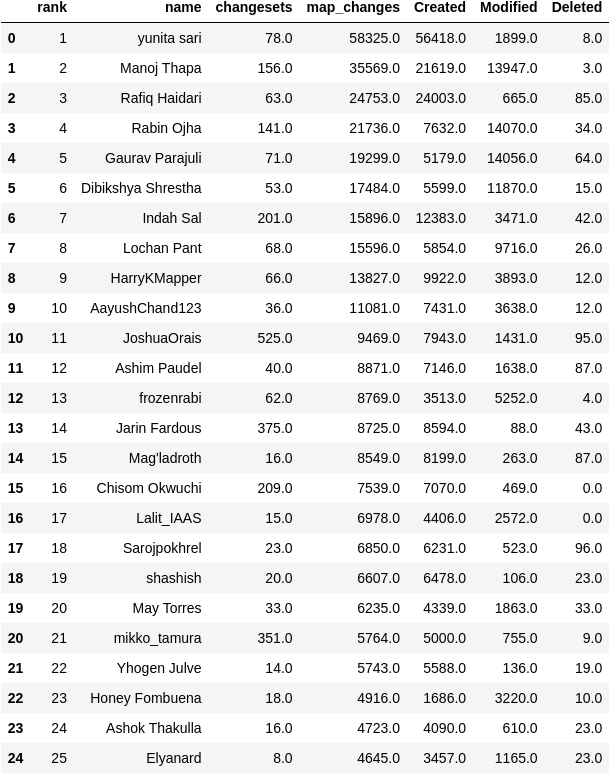 rank name changesets map_changes Created Modified Deleted
0 1 yunita sari 78.0 58325.0 56418.0 1899.0 8.0
1 2 Manoj Thapa 156.0 35569.0 21619.0 13947.0 3.0
2 3 Rafiq Haidari 63.0 24753.0 24003.0 665.0 85.0
3 4 Rabin Ojha 141.0 21736.0 7632.0 14070.0 34.0
4 5 Gaurav Parajuli 71.0 19299.0 5179.0 14056.0 64.0
5 6 Dibikshya Shrestha 53.0 17484.0 5599.0 11870.0 15.0
6 7 Indah Sal 201.0 15896.0 12383.0 3471.0 42.0
7 8 Lochan Pant 68.0 15596.0 5854.0 9716.0 26.0
8 9 HarryKMapper 66.0 13827.0 9922.0 3893.0 12.0
9 10 AayushChand123 36.0 11081.0 7431.0 3638.0 12.0
10 11 JoshuaOrais 525.0 9469.0 7943.0 1431.0 95.0
11 12 Ashim Paudel 40.0 8871.0 7146.0 1638.0 87.0
12 13 frozenrabi 62.0 8769.0 3513.0 5252.0 4.0
13 14 Jarin Fardous 375.0 8725.0 8594.0 88.0 43.0
14 15 Mag'ladroth 16.0 8549.0 8199.0 263.0 87.0
15 16 Chisom Okwuchi 209.0 7539.0 7070.0 469.0 0.0
16 17 Lalit_IAAS 15.0 6978.0 4406.0 2572.0 0.0
17 18 Sarojpokhrel 23.0 6850.0 6231.0 523.0 96.0
18 19 shashish 20.0 6607.0 6478.0 106.0 23.0
19 20 May Torres 33.0 6235.0 4339.0 1863.0 33.0
20 21 mikko_tamura 351.0 5764.0 5000.0 755.0 9.0
21 22 Yhogen Julve 14.0 5743.0 5588.0 136.0 19.0
22 23 Honey Fombuena 18.0 4916.0 1686.0 3220.0 10.0
23 24 Ashok Thakulla 16.0 4723.0 4090.0 610.0 23.0
24 25 Elyanard 8.0 4645.0 3457.0 1165.0 23.0